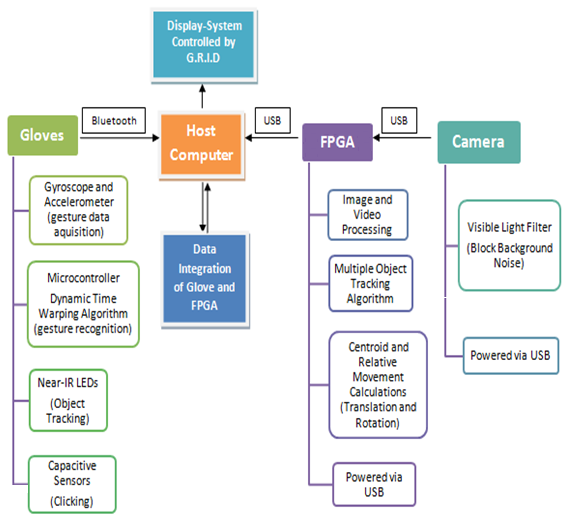 Display-System
Controlled by
G.R.I.D
Gloves
Bluetooth
Host
Computer
USB
FPGA
USB
Camera
Gyroscope and
Accelerometer
(gesture data
aquisition)
Microcontroller
Dynamic Time
Warping Algorithm
(gesture recognition)
Near-IR LEDs
(Object
Tracking)
Capacitive
Sensors
(Clicking)
Data
Integration
of Glove and
FPGA
Image and
Video
Processing
Multiple Object
Tracking
Algorithm
Centroid and
Relative
Movement
Calculations
(Translation and
Rotation)
Powered via
USB
Visible Light Filter
(Block Background
Noise)
Powered via USB